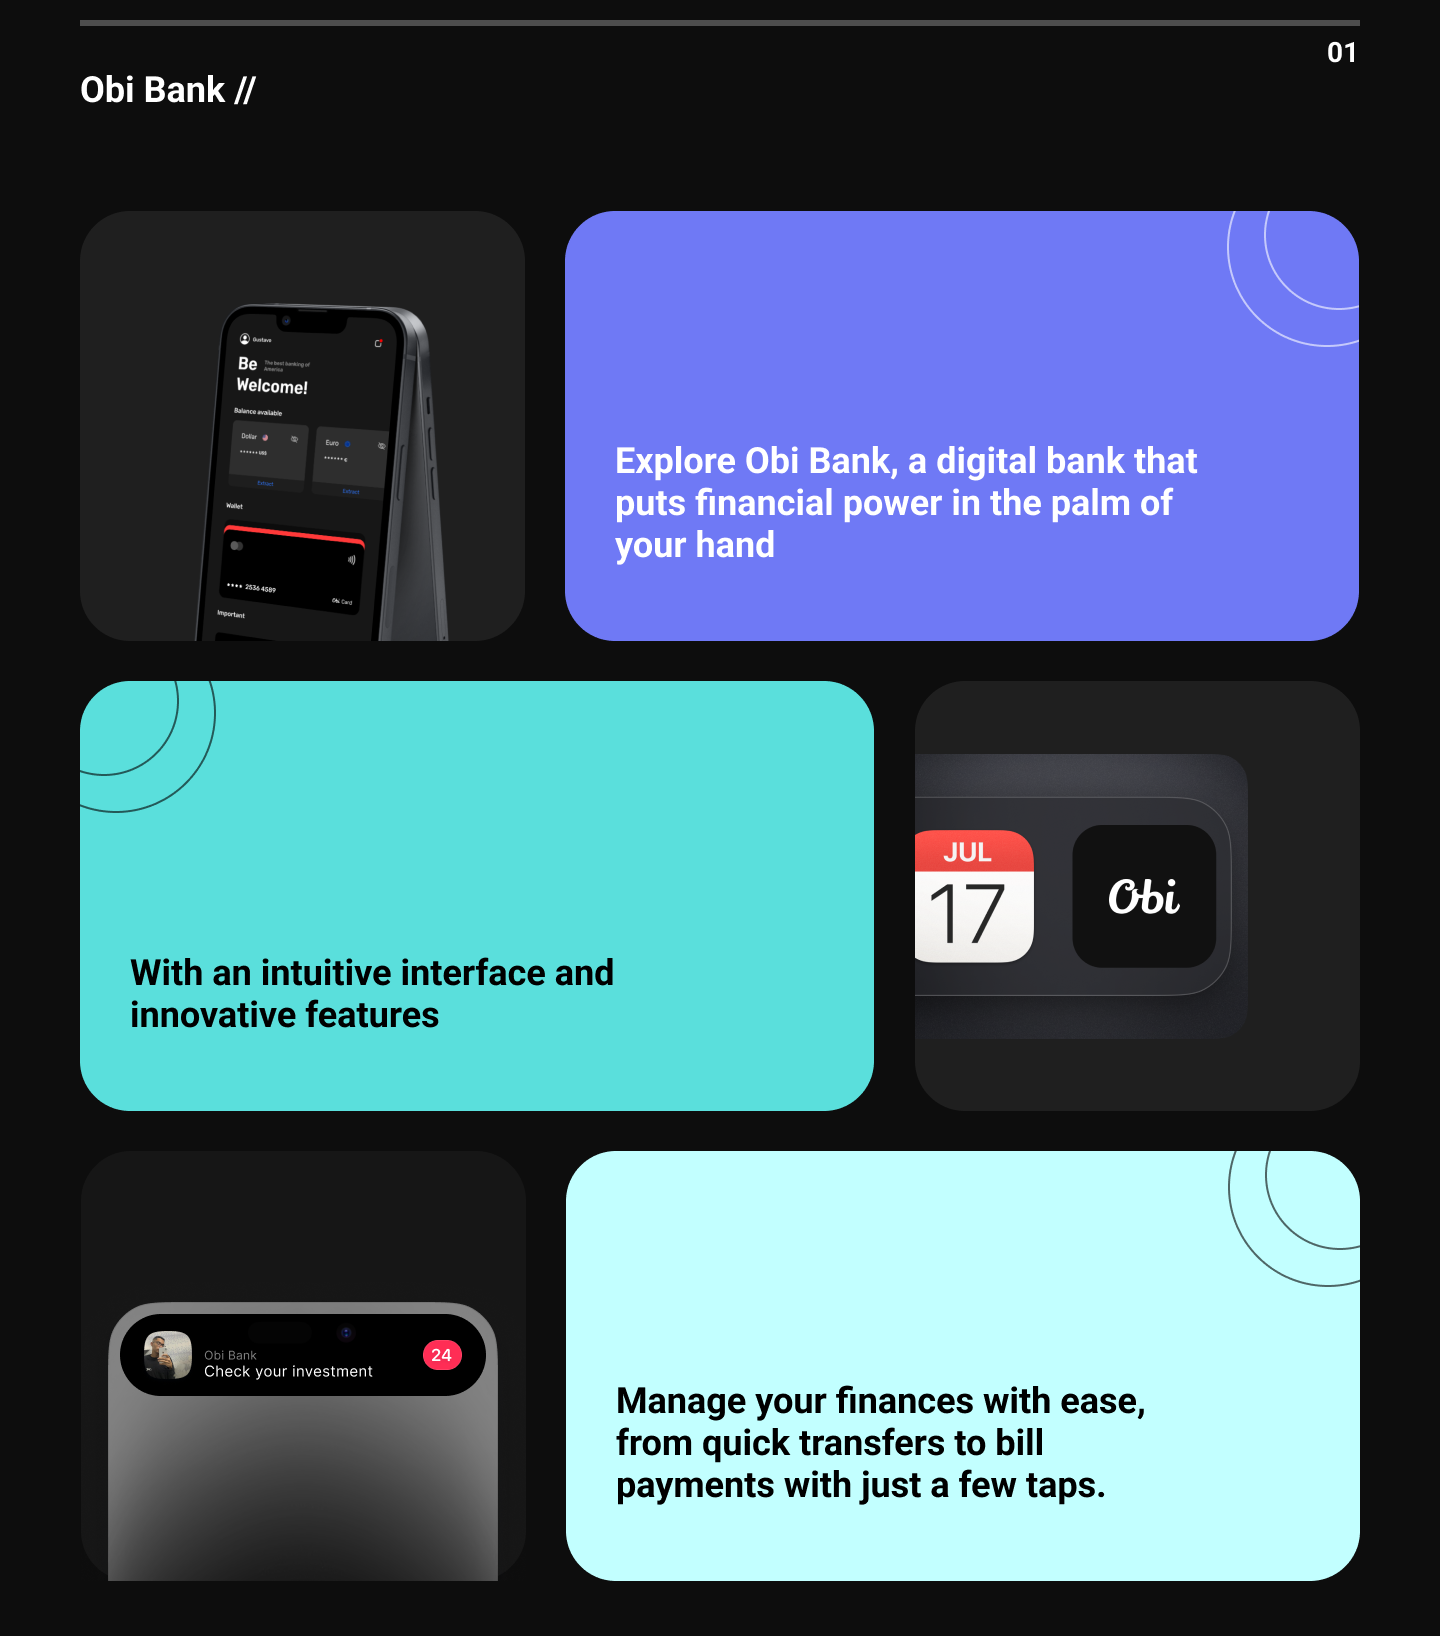 01
Obi Bank //
Gustavo
Be
The best banking of
America
Welcome!
Balance available
Dollar
Euro
•••••• US$
•••••• €
Extract
Extract
Wallet
•••• 2536 4589
Obi Card
Important
Explore Obi Bank, a digital bank that
puts financial power in the palm of
your hand
With an intuitive interface and
innovative features
JUL
17
Obi
Obi Bank
Check your investment
24
Manage your finances with ease,
from quick transfers to bill
payments with just a few taps.